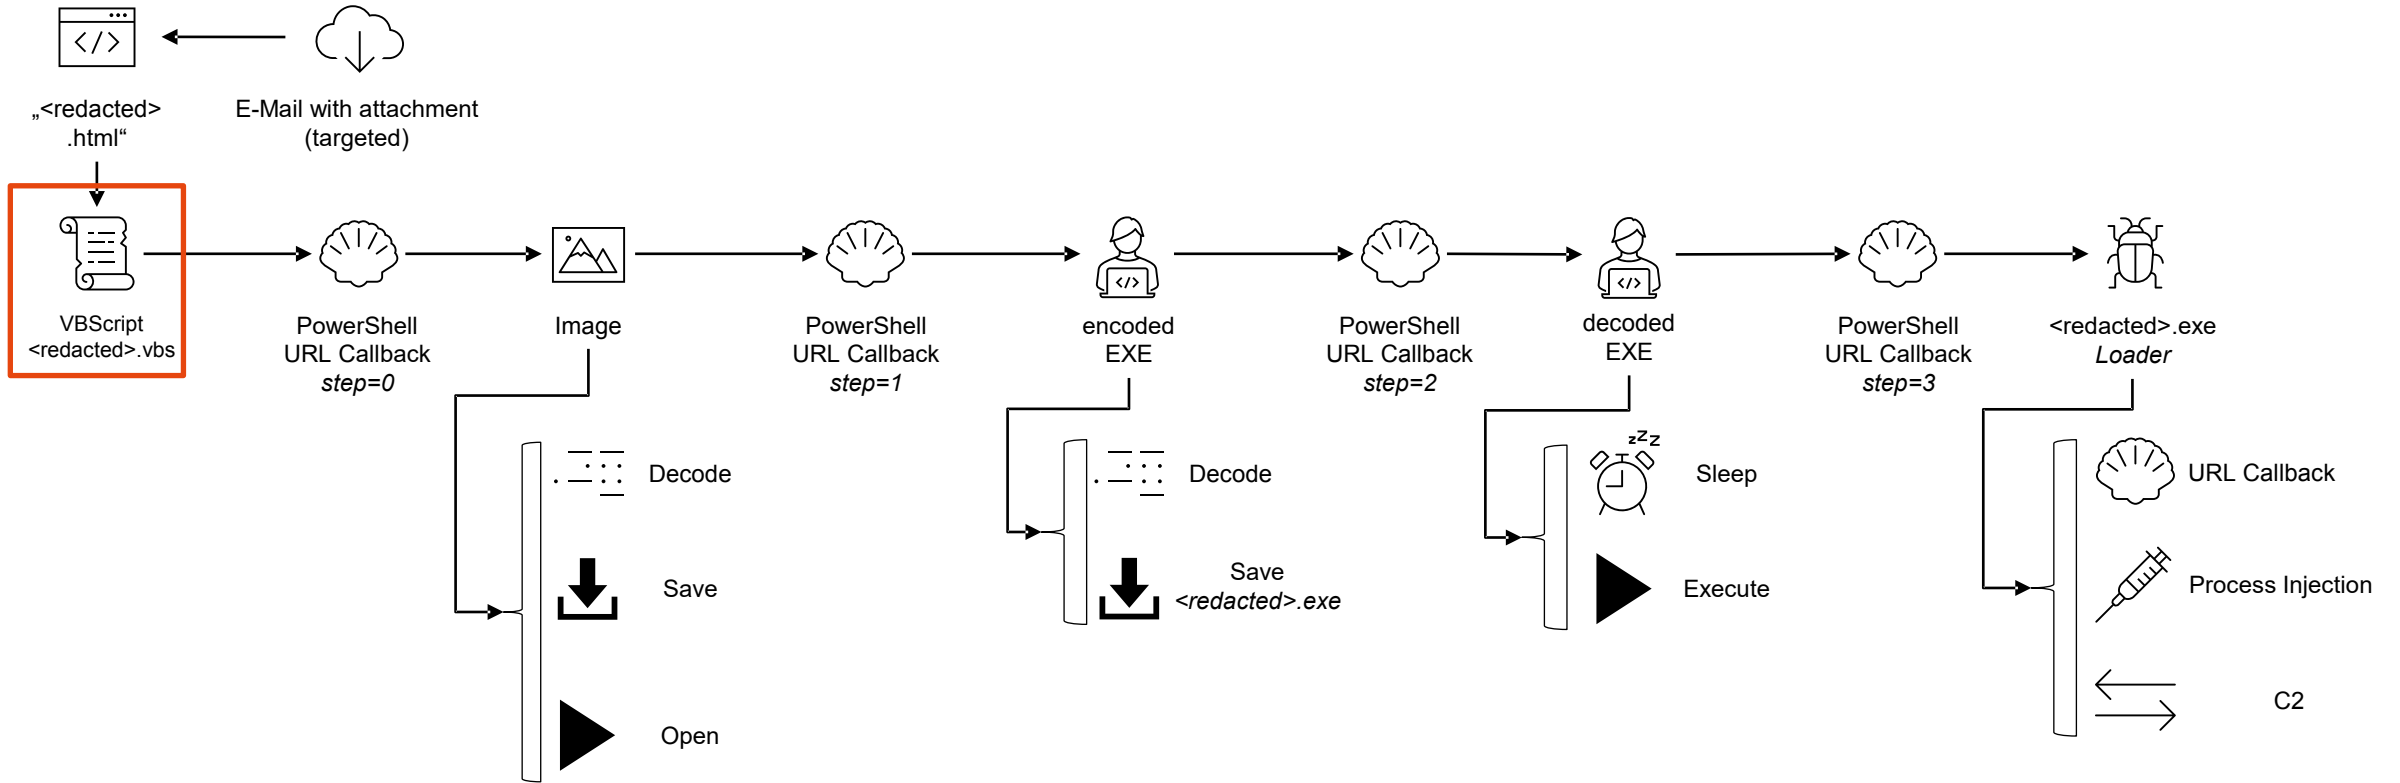 „<redacted>
.html“
E-Mail with attachment
(targeted)
VBScript
<redacted>.vbs
PowerShell
URL Callback
step=0
Image
PowerShell
URL Callback
step=1
encoded
EXE
PowerShell
URL Callback
step=2
decoded
EXE
PowerShell
URL Callback
step=3
<redacted>.exe
Loader
Decode
Save
Open
Decode
Save
<redacted>.exe
zZZ
Sleep
Execute
URL Callback
Process Injection
C2